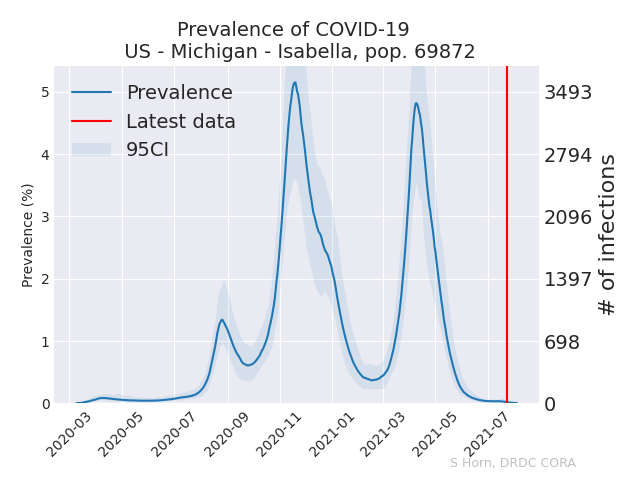 Prevalence of COVID-19
US - Michigan - Isabella, pop. 69872
Prevalence
Latest data
95CI
Prevalence (%)
5
4
3
2
1
0
3493
2794
2096
1397
698
0
# of infections
2020-03
2020-05
2020-07
2020-09
2020-11
2021-01
2021-03
2021-05
2021-07
S Horn, DRDC CORA